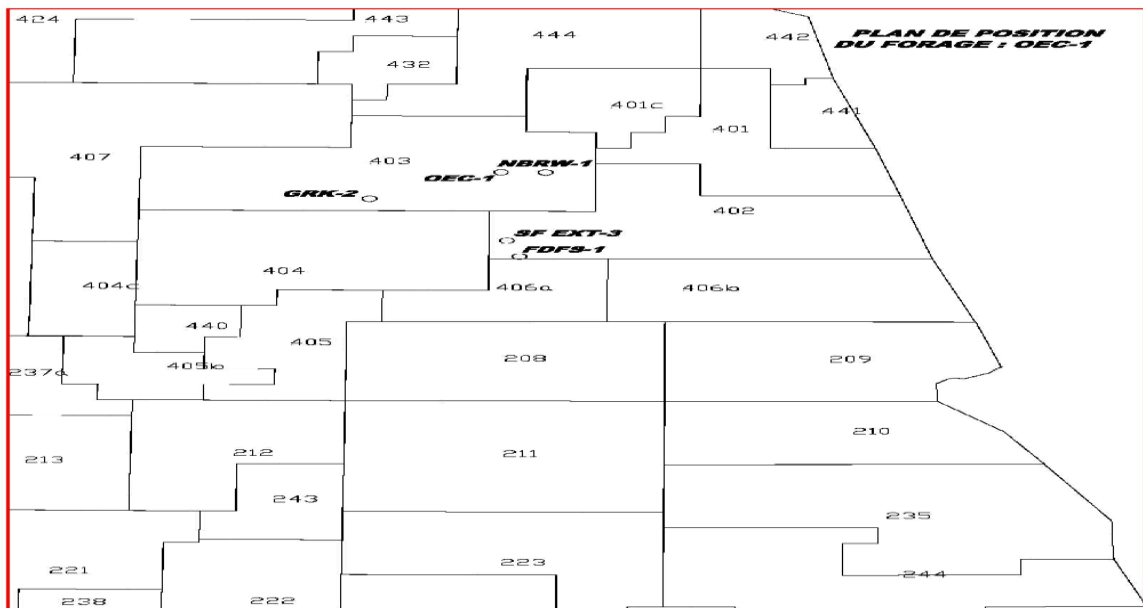 424
443
444
442
PLAN DE POSITION
DU FORAGE : OEC-1
432
401c
401
441
407
403
NBRW-1
OEC-1
GRK-2
402
SF EXT-3
FDFS-1
404
404c
406a
406b
440
405
208
209
237a
405b
210
213
212
211
243
235
223
221
244
238
222